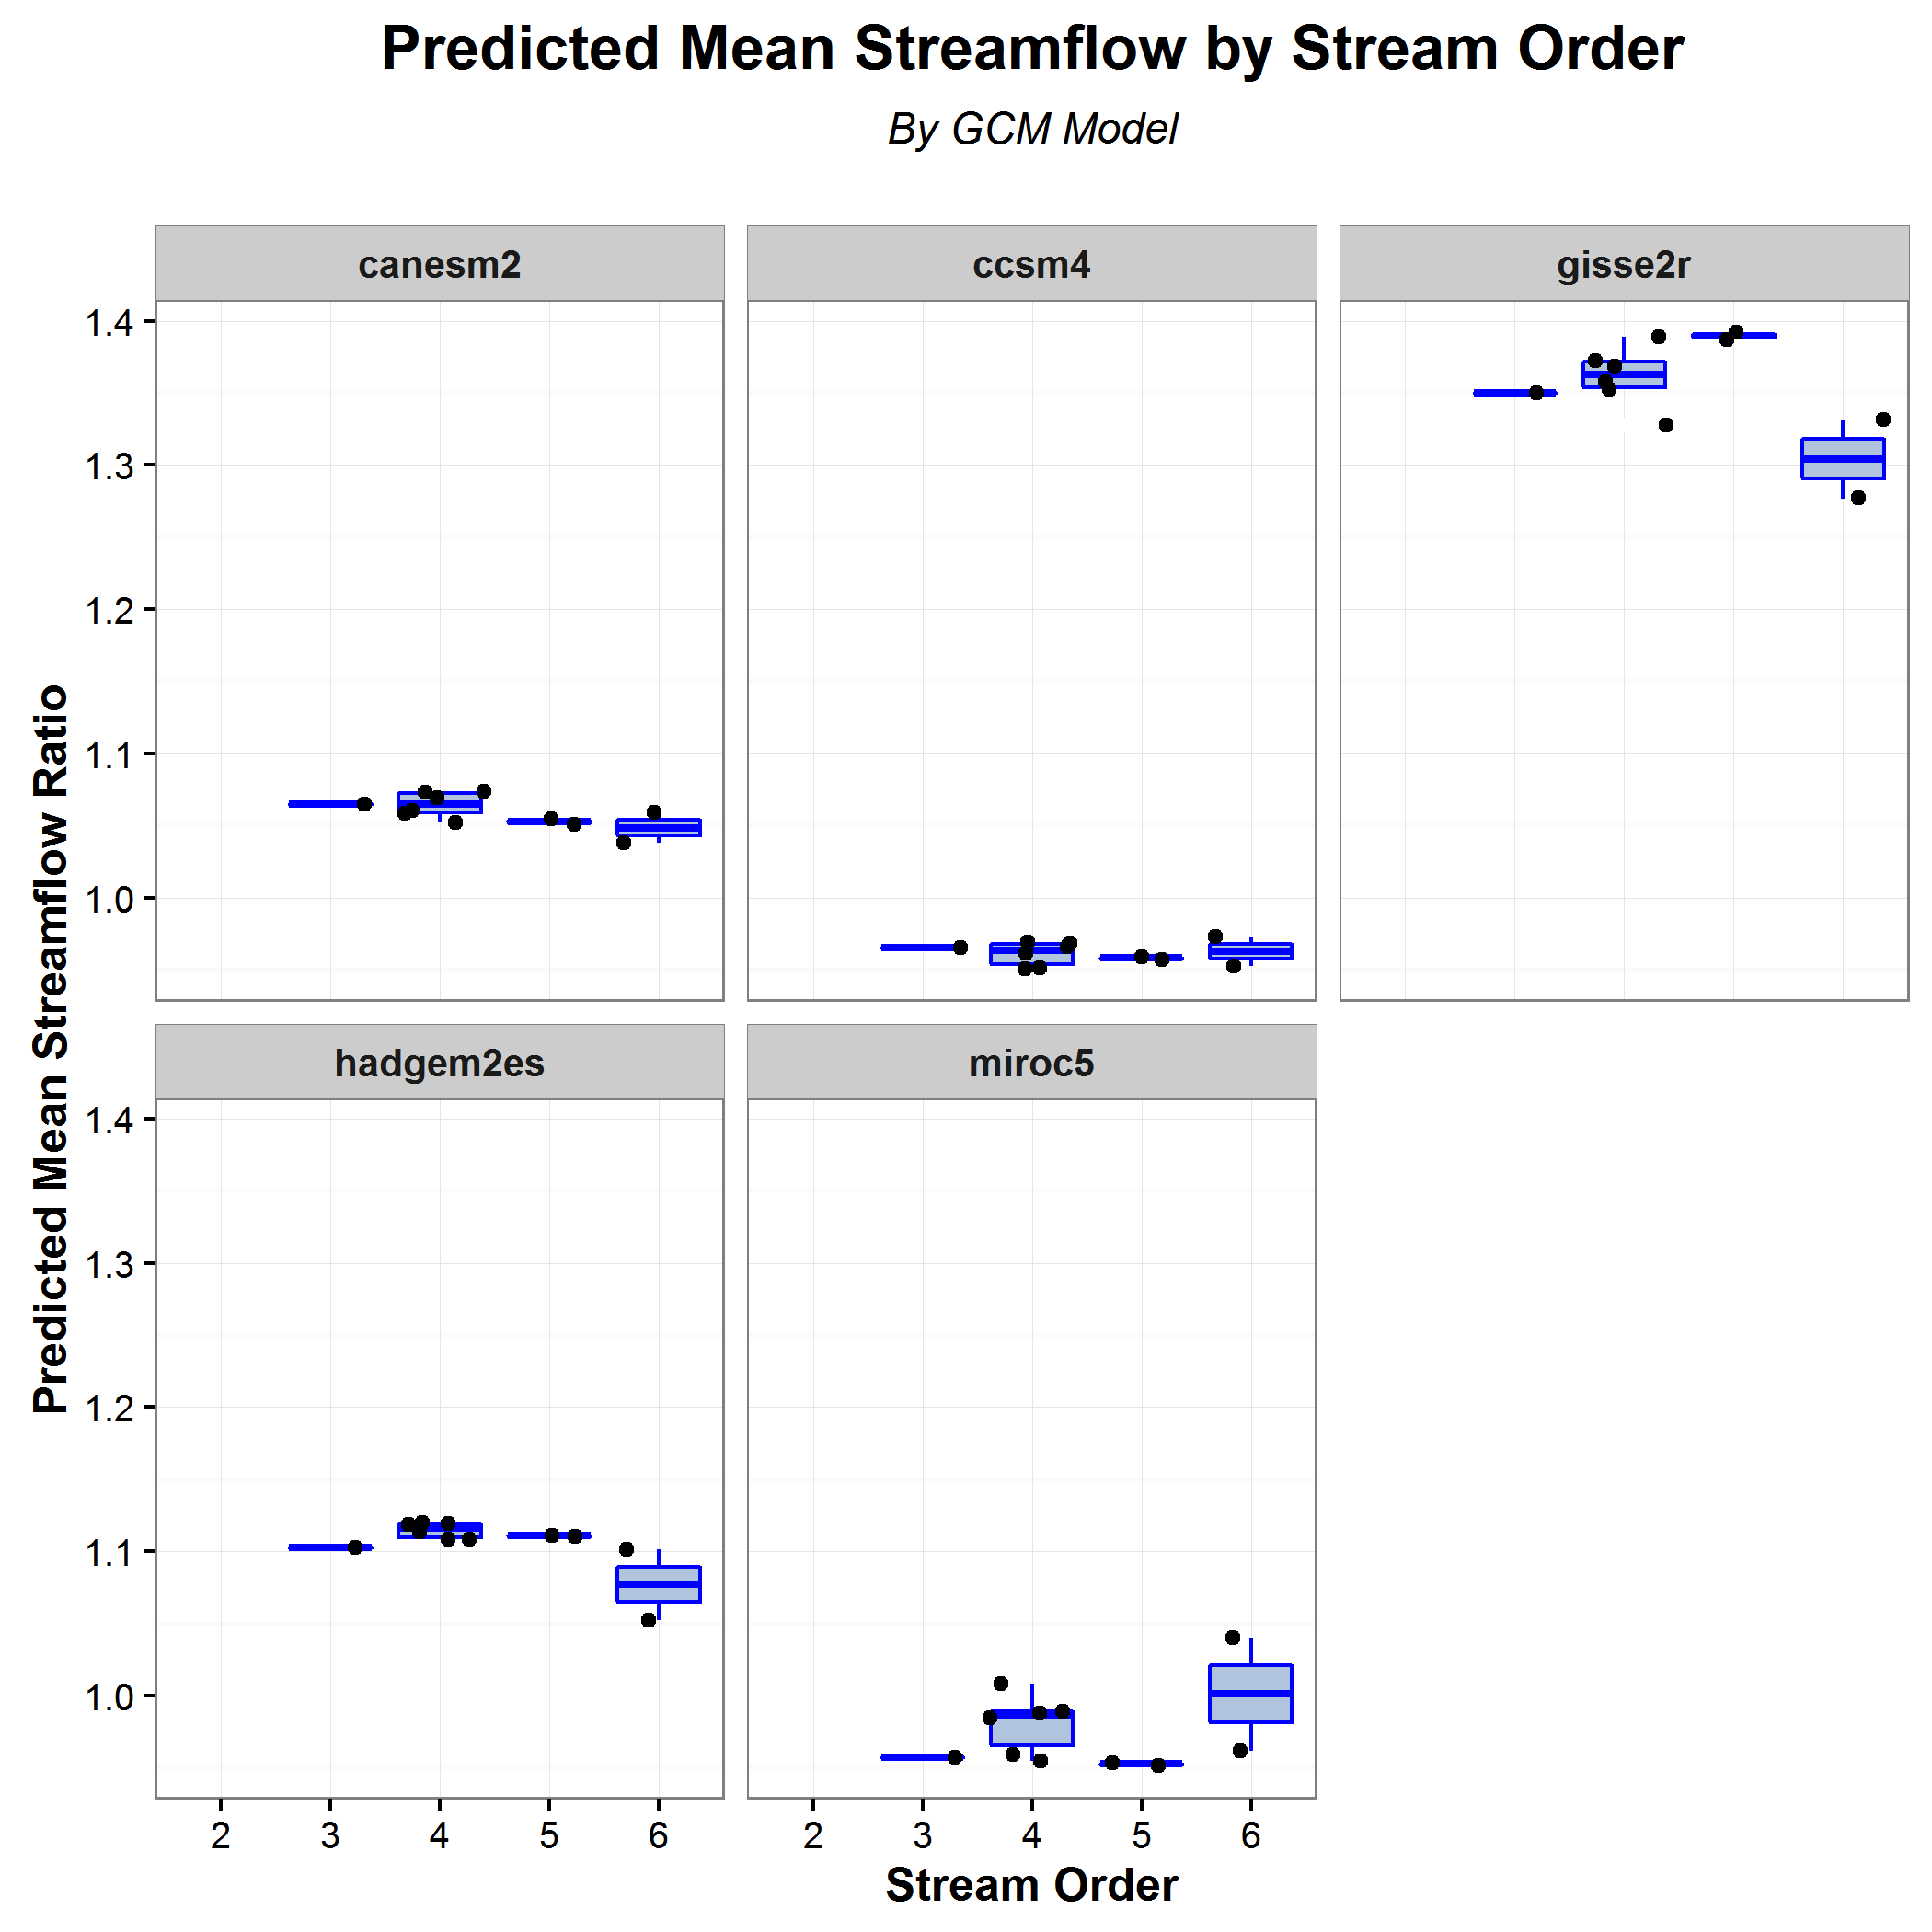 Predicted Mean Streamflow by Stream Order
By GCM Model
canesm2
ccsm4
gisse2r
1.4
1.3
1.2
1.1
1.0
Predicted Mean Streamflow Ratio
hadgem2es
miroc5
1.4
1.3
1.2
1.1
1.0
2 3 4 5 6
2 3 4 5 6
Stream Order